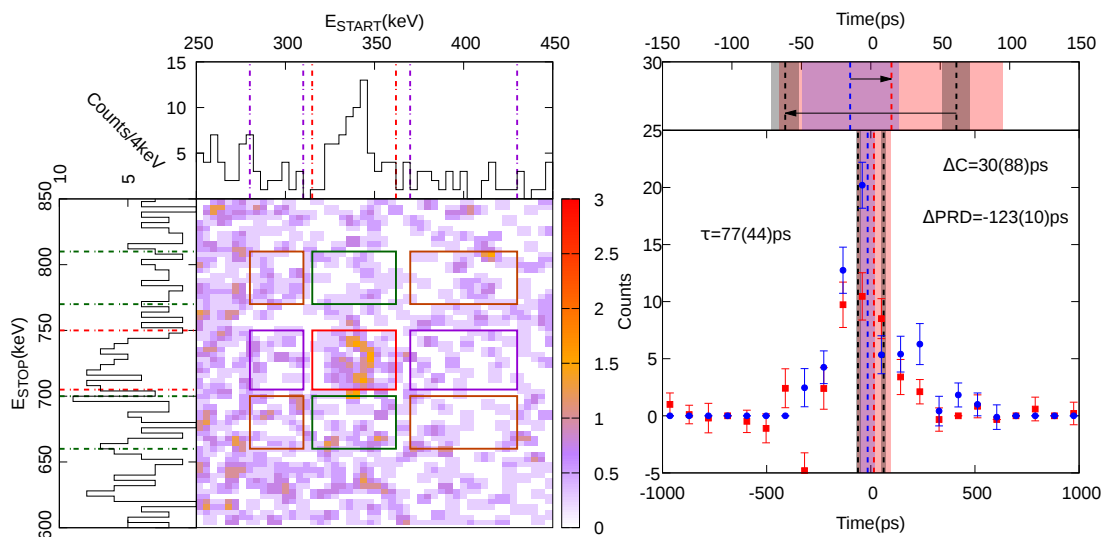 E_START(keV)
250 300 350 400 450
15
10
5
Counts/4keV
10 5
850
800
750
700
650
600
E_STOP(keV)
3
2.5
2
1.5
1
0.5
0
Time(ps)
-150 -100 -50 0 50 100 150
30
25
20
15
10
5
0
-5
Counts
ΔC=30(88)ps
ΔPRD=-123(10)ps
τ=77(44)ps
-1000 -500 0 500 1000
Time(ps)